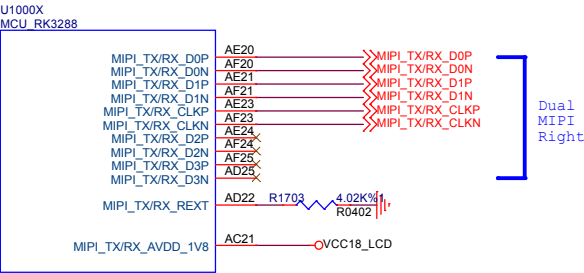 U1000X
MCU_RK3288
MIPI_TX/RX_D0P AE20 MIPI_TX/RX_D0P
MIPI_TX/RX_D0N AF20 MIPI_TX/RX_D0N
MIPI_TX/RX_D1P AE21 MIPI_TX/RX_D1P
MIPI_TX/RX_D1N AF21 MIPI_TX/RX_D1N
MIPI_TX/RX_CLKP AE23 MIPI_TX/RX_CLKP
MIPI_TX/RX_CLKN AF23 MIPI_TX/RX_CLKN
MIPI_TX/RX_D2P AE24
MIPI_TX/RX_D2N AF24
MIPI_TX/RX_D3P AF25
MIPI_TX/RX_D3N AD25
Dual
MIPI
Right
MIPI_TX/RX_REXT AD22 R1703 4.02K%1
R0402
MIPI_TX/RX_AVDD_1V8 AC21 VCC18_LCD